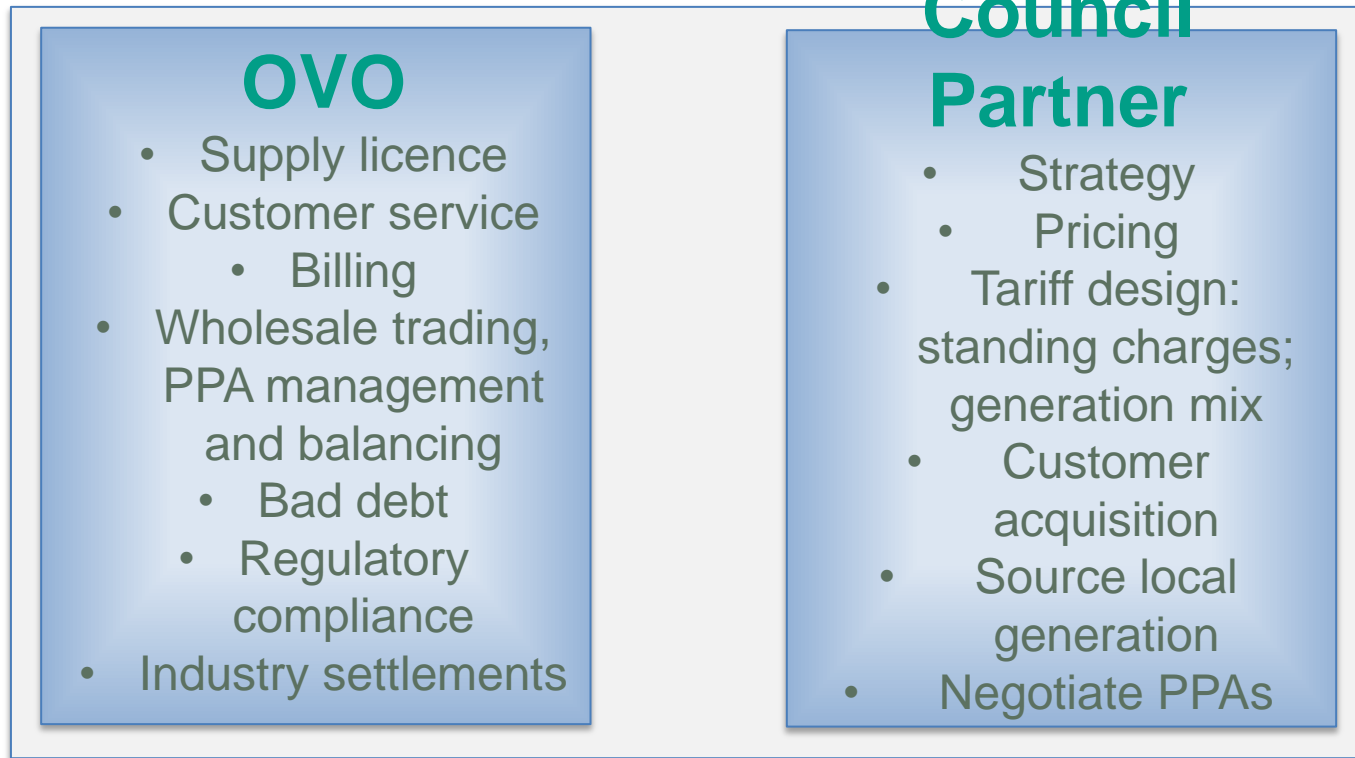 OVO
• Supply licence
• Customer service
• Billing
• Wholesale trading,
PPA management
and balancing
• Bad debt
• Regulatory
compliance
• Industry settlements
Council
Partner
• Strategy
• Pricing
• Tariff design:
standing charges;
generation mix
• Customer
acquisition
• Source local
generation
• Negotiate PPAs